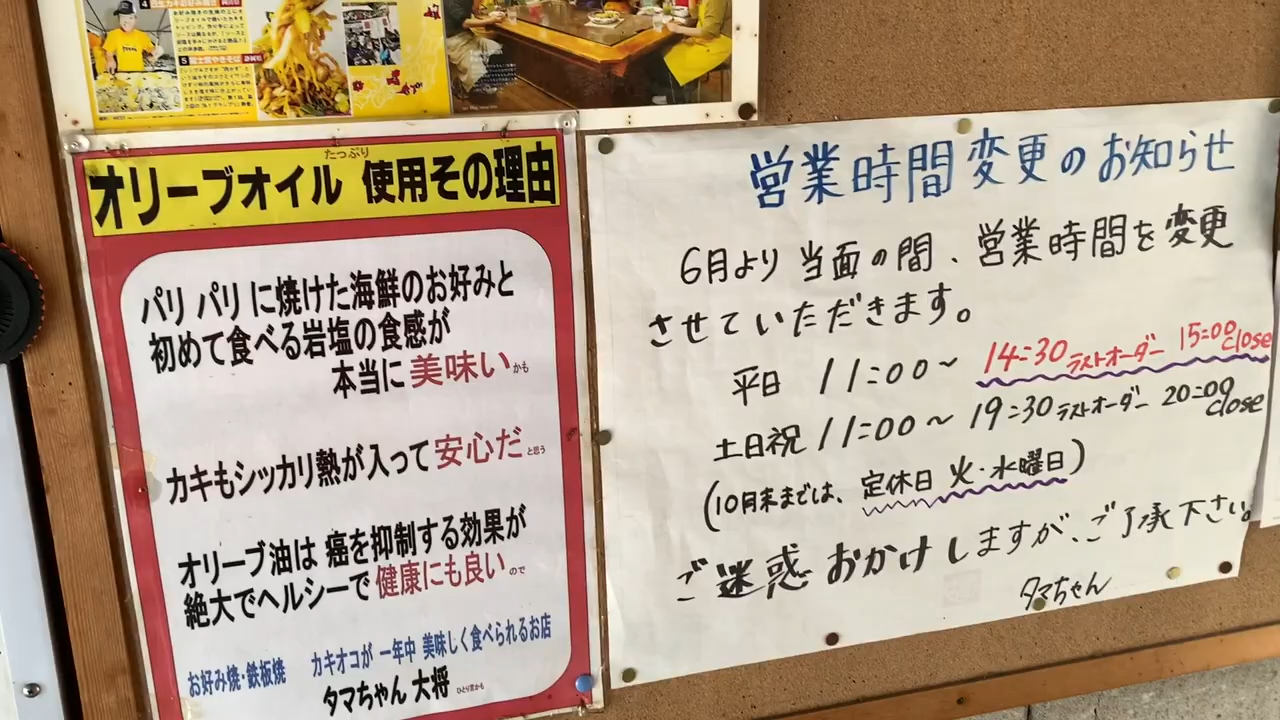 オリーブオイル たっぷり 使用その理由
パリパリに焼けた海鮮のお好みと
初めて食べる岩塩の食感が
本当に美味いかも
カキもシッカリ熱が入って安心だと思う
オリーブ油は癌を抑制する効果が
絶大でヘルシーで健康にも良いので
お好み焼・鉄板焼 カキオコが一年中美味しく食べられるお店
タマちゃん大将 ひとり言かも
営業時間変更のお知らせ
6月より当面の間、営業時間を変更
させていただきます。
平日 11:00~ 14:30ラストオーダー 15:00close
土日祝 11:00~19:30ラストオーダー 20:00close
(10月末までは、定休日 火・水曜日)
ご迷惑おかけしますが、ご了承下さい。
タマちゃん